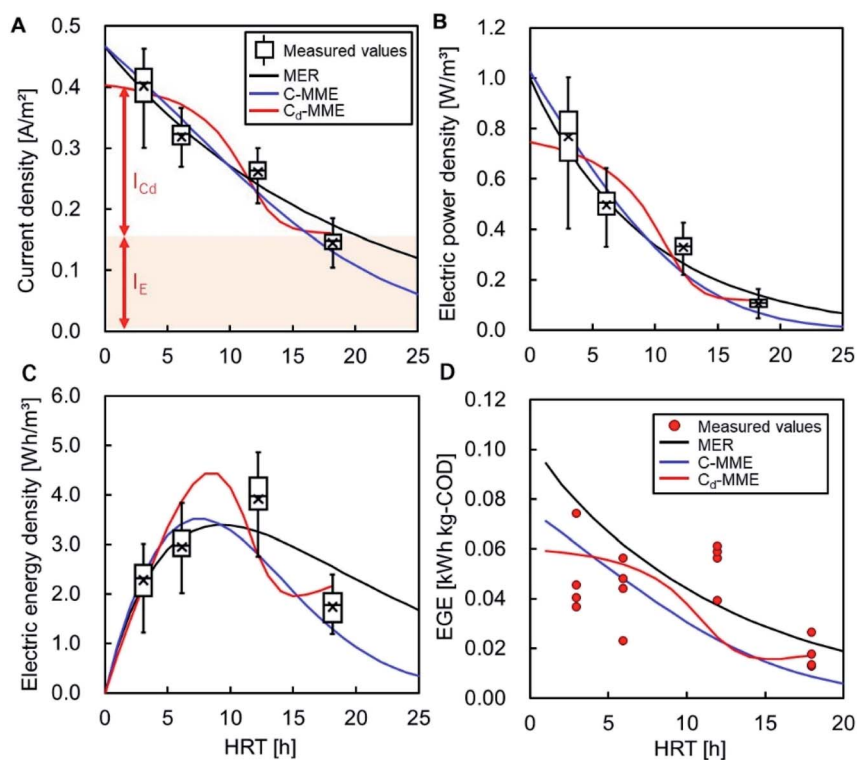 A
Current density [A/m²]
0.5
0.4
0.3
0.2
0.1
0.0
0 5 10 15 20 25
Measured values
MER
C-MME
Cd-MME
ICd
IE
B
Electric power density [W/m³]
1.2
1.0
0.8
0.6
0.4
0.2
0.0
0 5 10 15 20 25
C
Electric energy density [Wh/m³]
6.0
5.0
4.0
3.0
2.0
1.0
0.0
0 5 10 15 20 25
HRT [h]
D
EGE [kWh kg-COD]
0.12
0.10
0.08
0.06
0.04
0.02
0.00
0 5 10 15 20
HRT [h]
Measured values
MER
C-MME
Cd-MME